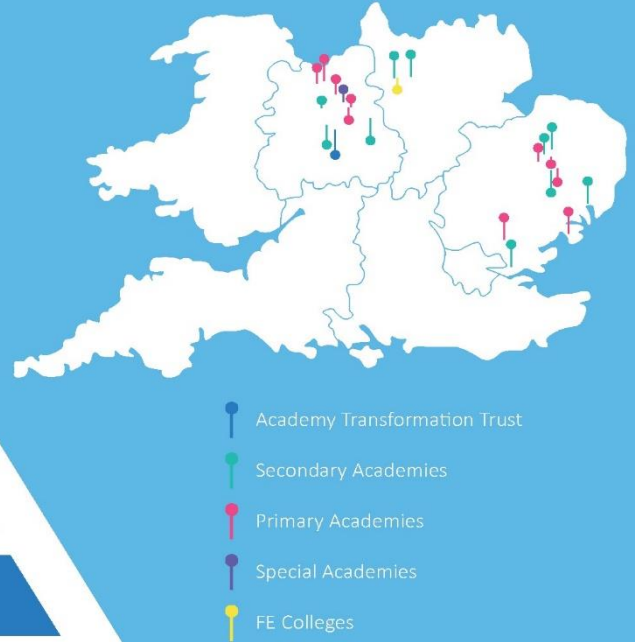 Academy Transformation Trust
Secondary Academies
Primary Academies
Special Academies
FE Colleges